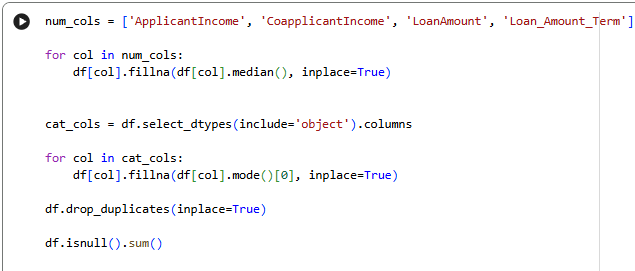 num_cols = ['ApplicantIncome', 'CoapplicantIncome', 'LoanAmount', 'Loan_Amount_Term']
for col in num_cols:
    df[col].fillna(df[col].median(), inplace=True)
cat_cols = df.select_dtypes(include='object').columns
for col in cat_cols:
    df[col].fillna(df[col].mode()[0], inplace=True)
df.drop_duplicates(inplace=True)
df.isnull().sum()